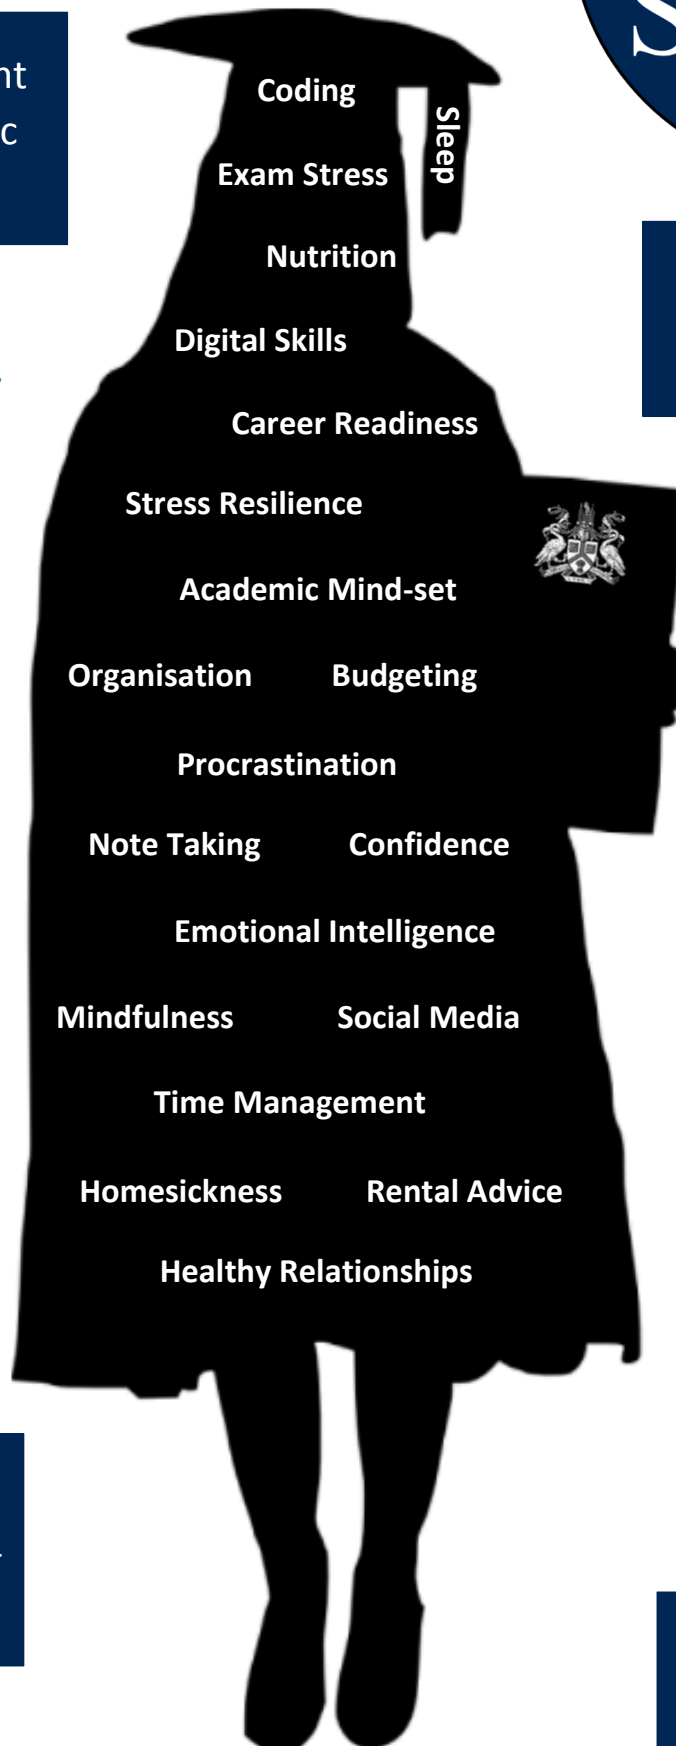 nt
c
S
Coding
Sleep
Exam Stress
Nutrition
Digital Skills
Career Readiness
Stress Resilience
Academic Mind-set
Organisation Budgeting
Procrastination
Note Taking Confidence
Emotional Intelligence
Mindfulness Social Media
Time Management
Homesickness Rental Advice
Healthy Relationships